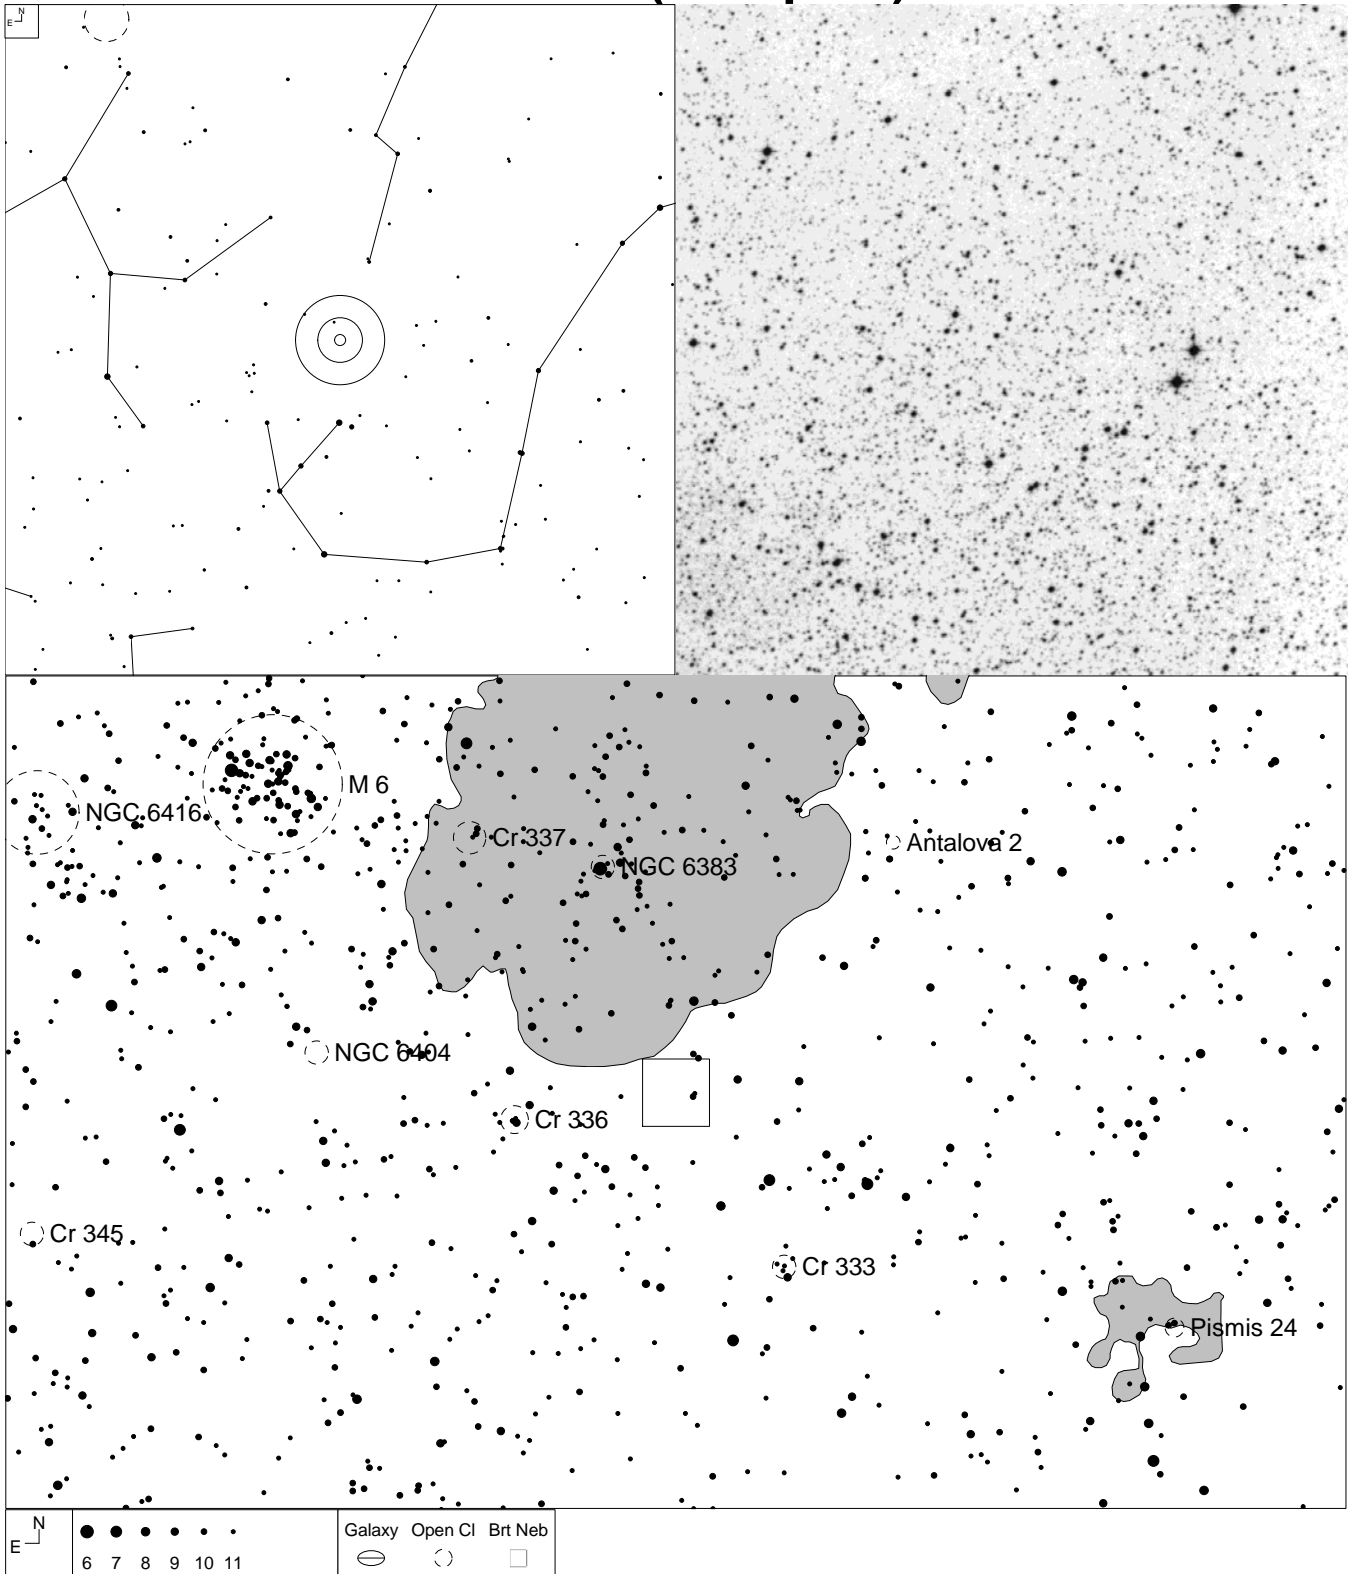 N
E
M 6
NGC 6416
Cr 337
NGC 6383
Antalova 2
NGC 6404
Cr 336
Cr 345
Cr 333
Pismis 24
N
E
6 7 8 9 10 11
Galaxy Open Cl Brt Neb